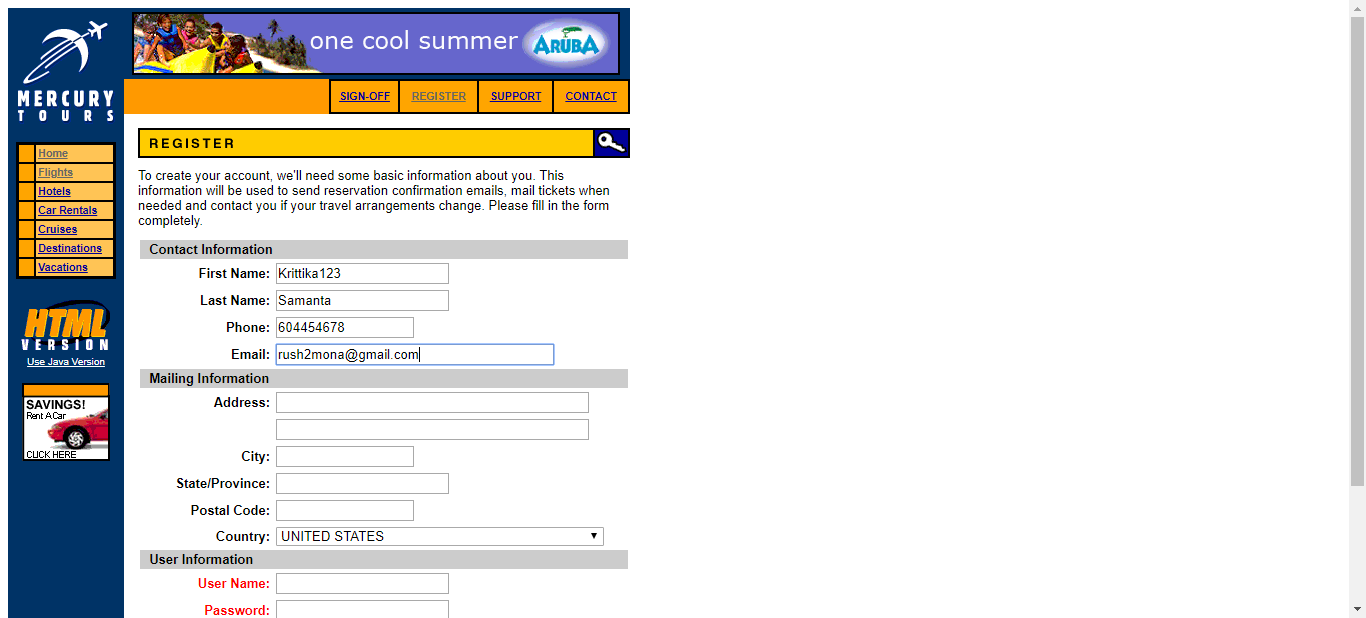 one cool summer ARUBA
MERCURY
TOURS
SIGN-OFF REGISTER SUPPORT CONTACT
Home
Flights
Hotels
Car Rentals
Cruises
Destinations
Vacations
HTML
VERSION
Use Java Version
SAVINGS!
Rent A Car
CLICK HERE
REGISTER
To create your account, we'll need some basic information about you. This
information will be used to send reservation confirmation emails, mail tickets when
needed and contact you if your travel arrangements change. Please fill in the form
completely.
Contact Information
First Name: Krittika123
Last Name: Samanta
Phone: 604454678
Email: rush2mona@gmail.com
Mailing Information
Address:
City:
State/Province:
Postal Code:
Country: UNITED STATES
User Information
User Name:
Password: